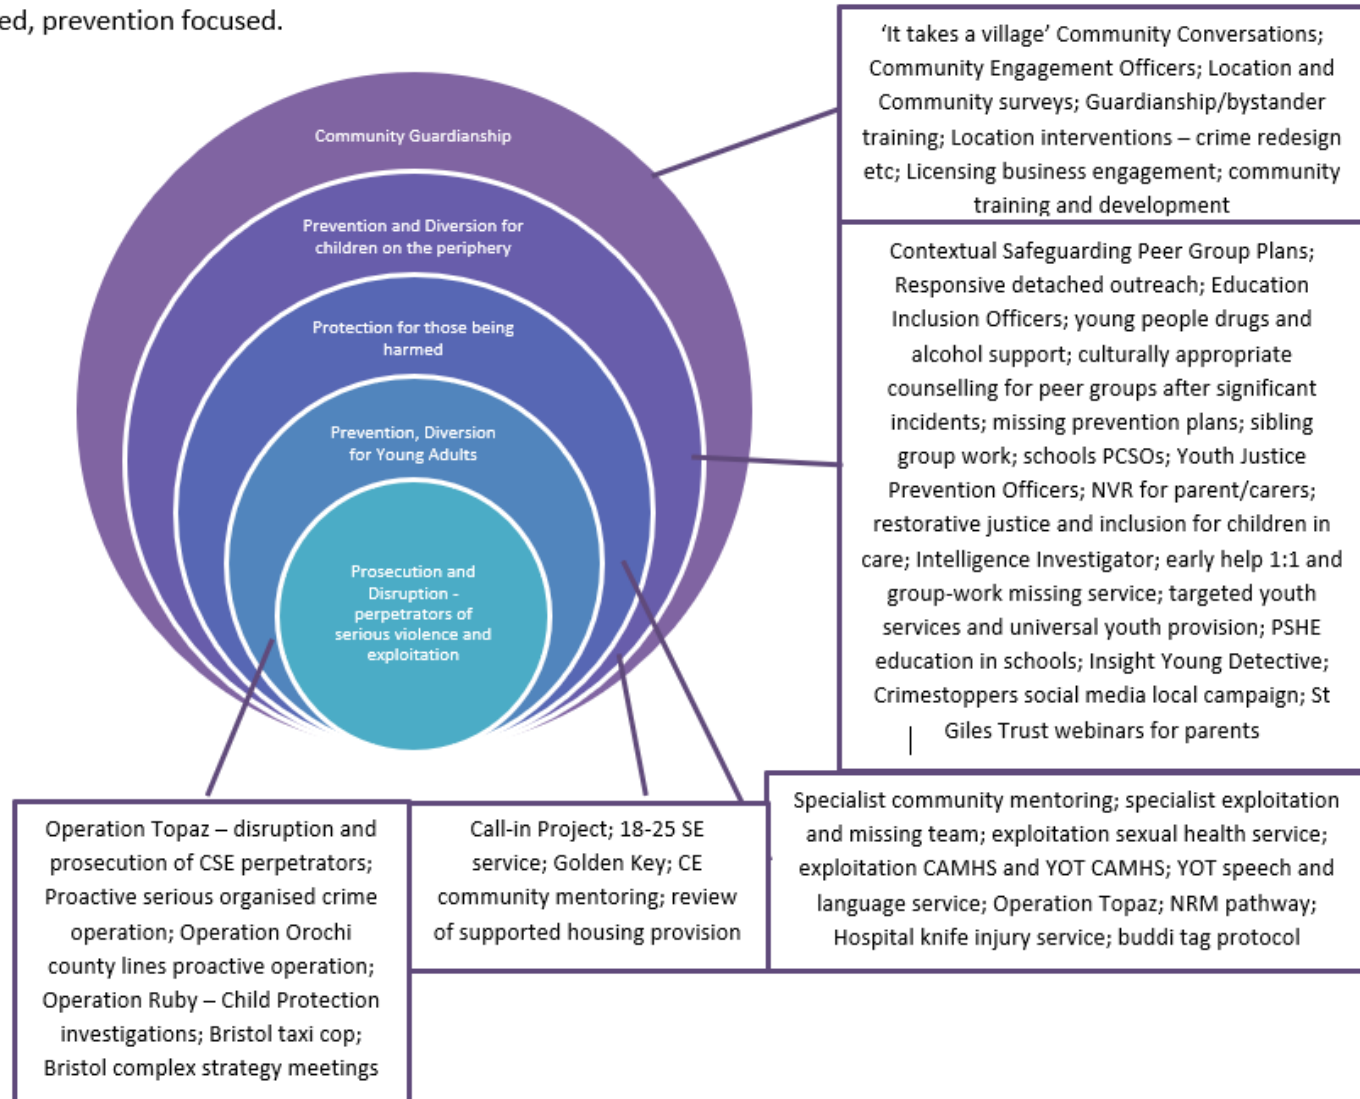 ed, prevention focused.
Community Guardianship
Prevention and Diversion for
children on the periphery
Protection for those being
harmed
Prevention, Diversion
for Young Adults
Prosecution and
Disruption -
perpetrators of
serious violence and
exploitation
‘It takes a village’ Community Conversations;
Community Engagement Officers; Location and
Community surveys; Guardianship/bystander
training; Location interventions – crime redesign
etc; Licensing business engagement; community
training and development
Contextual Safeguarding Peer Group Plans;
Responsive detached outreach; Education
Inclusion Officers; young people drugs and
alcohol support; culturally appropriate
counselling for peer groups after significant
incidents; missing prevention plans; sibling
group work; schools PCSOs; Youth Justice
Prevention Officers; NVR for parent/carers;
restorative justice and inclusion for children in
care; Intelligence Investigator; early help 1:1 and
group-work missing service; targeted youth
services and universal youth provision; PSHE
education in schools; Insight Young Detective;
Crimestoppers social media local campaign; St
Giles Trust webinars for parents
Specialist community mentoring; specialist exploitation
and missing team; exploitation sexual health service;
exploitation CAMHS and YOT CAMHS; YOT speech and
language service; Operation Topaz; NRM pathway;
Hospital knife injury service; buddi tag protocol
Call-in Project; 18-25 SE
service; Golden Key; CE
community mentoring; review
of supported housing provision
Operation Topaz – disruption and
prosecution of CSE perpetrators;
Proactive serious organised crime
operation; Operation Orochi
county lines proactive operation;
Operation Ruby – Child Protection
investigations; Bristol taxi cop;
Bristol complex strategy meetings